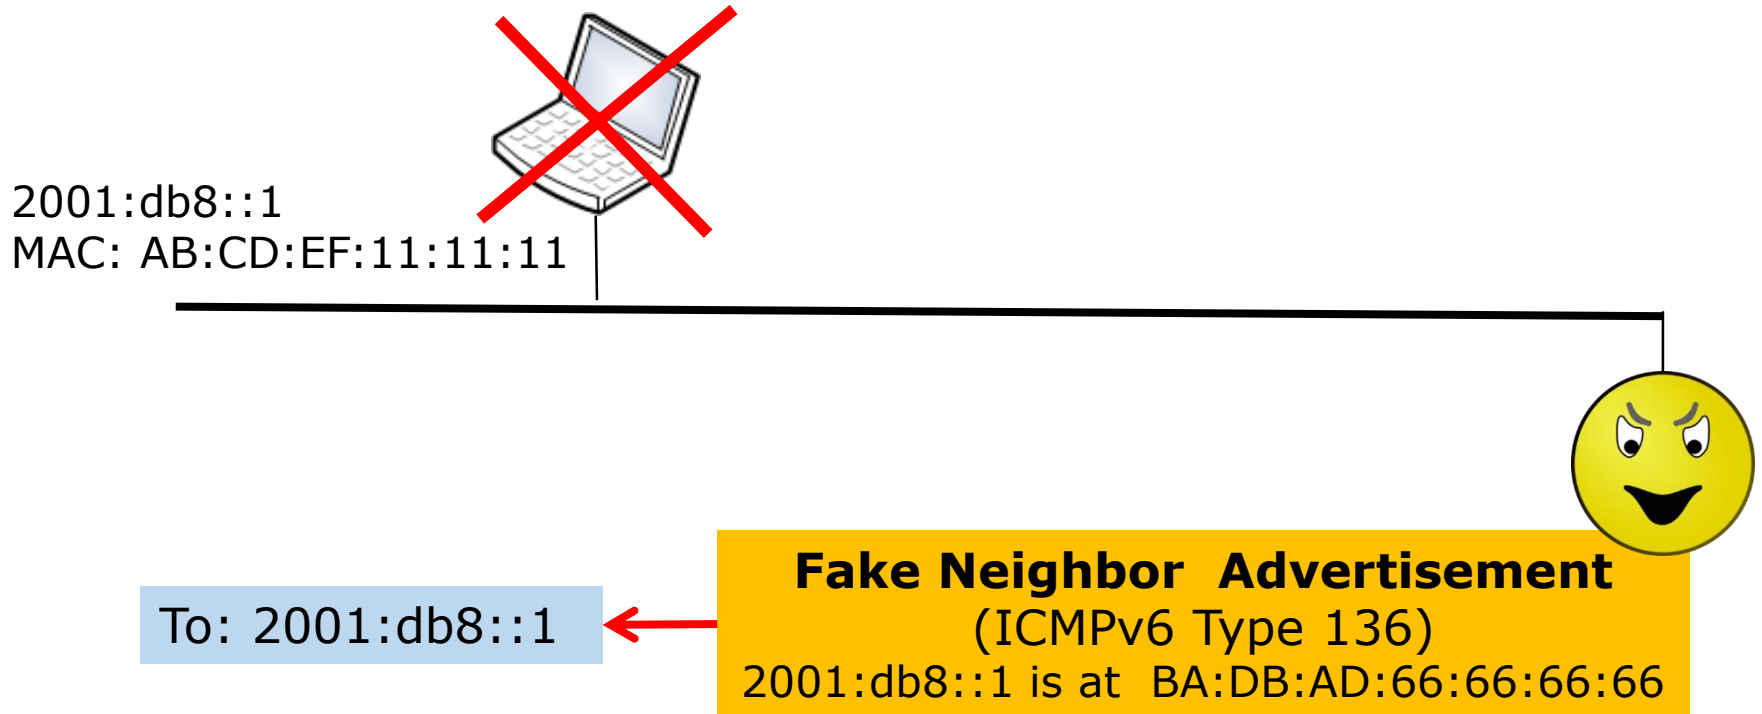 2001:db8::1
MAC: AB:CD:EF:11:11:11
Fake Neighbor Advertisement
(ICMPv6 Type 136)
2001:db8::1 is at BA:DB:AD:66:66:66:66
To: 2001:db8::1